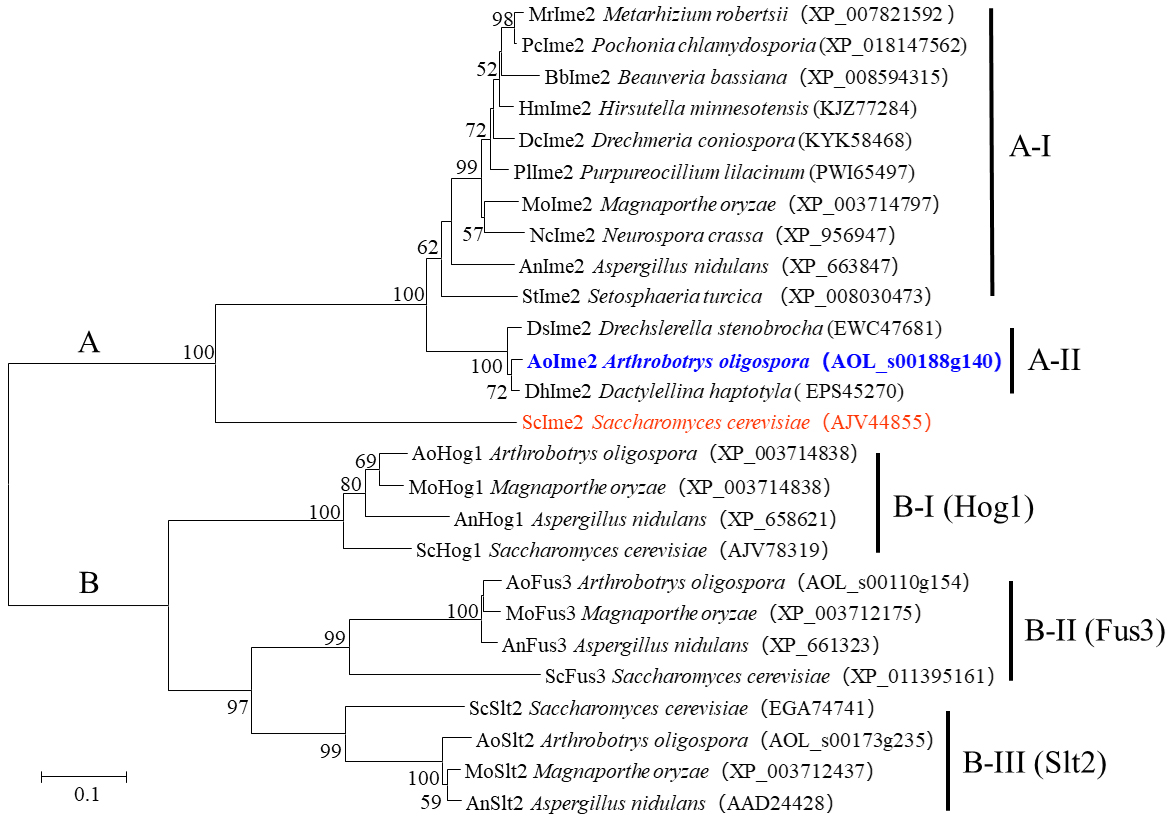 98
MrIme2 Metarhizium robertsii (XP_007821592 )
PcIme2 Pochonia chlamydosporia (XP_018147562)
52
BbIme2 Beauveria bassiana (XP_008594315)
HmIme2 Hirsutella minnesotensis (KJZ77284)
72
DcIme2 Drechmeria coniospora (KYK58468)
A-I
99
PlIme2 Purpureocillium lilacinum (PWI65497)
MoIme2 Magnaporthe oryzae (XP_003714797)
57
NcIme2 Neurospora crassa (XP_956947)
62
AnIme2 Aspergillus nidulans (XP_663847)
100
StIme2 Setosphaeria turcica (XP_008030473)
DsIme2 Drechslerella stenobrocha (EWC47681)
A
100
100
AoIme2 Arthrobotrys oligospora (AOL_s00188g140)
A-II
72
DhIme2 Dactylellina haptotyla ( EPS45270)
ScIme2 Saccharomyces cerevisiae (AJV44855)
69
AoHog1 Arthrobotrys oligospora (XP_003714838)
80
MoHog1 Magnaporthe oryzae (XP_003714838)
B-I (Hog1)
100
AnHog1 Aspergillus nidulans (XP_658621)
ScHog1 Saccharomyces cerevisiae (AJV78319)
B
AoFus3 Arthrobotrys oligospora (AOL_s00110g154)
100
MoFus3 Magnaporthe oryzae (XP_003712175)
B-II (Fus3)
99
AnFus3 Aspergillus nidulans (XP_661323)
ScFus3 Saccharomyces cerevisiae (XP_011395161)
97
ScSlt2 Saccharomyces cerevisiae (EGA74741)
99
AoSlt2 Arthrobotrys oligospora (AOL_s00173g235)
B-III (Slt2)
100
MoSlt2 Magnaporthe oryzae (XP_003712437)
59
AnSlt2 Aspergillus nidulans (AAD24428)
0.1